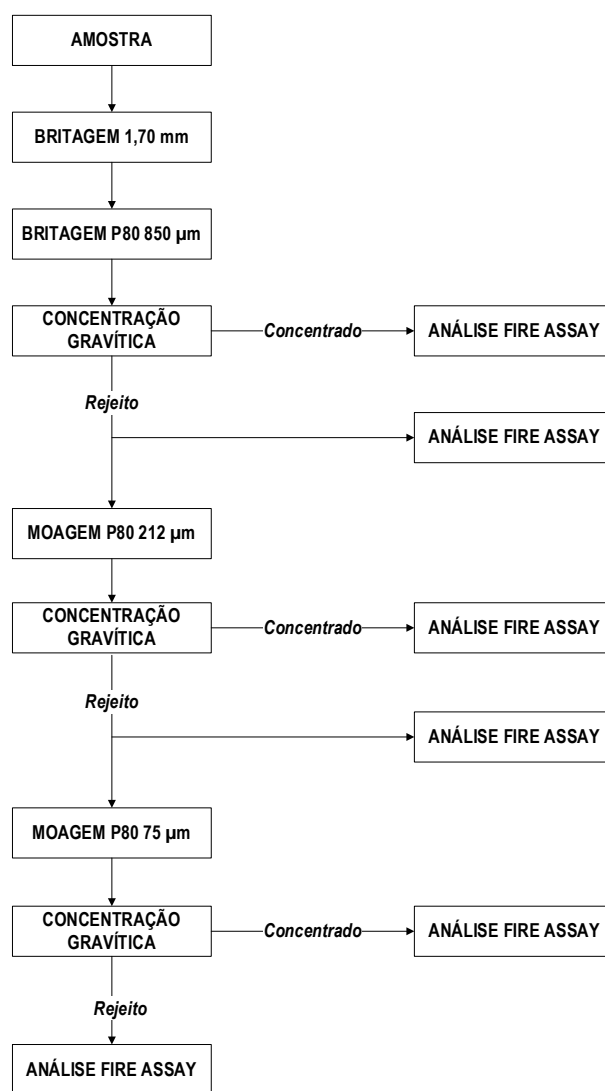 AMOSTRA
BRITAGEM 1,70 mm
BRITAGEM P80 850 µm
CONCENTRAÇÃO
GRAVÍTICA
Concentrado
ANÁLISE FIRE ASSAY
Rejeito
ANÁLISE FIRE ASSAY
MOAGEM P80 212 µm
CONCENTRAÇÃO
GRAVÍTICA
Concentrado
ANÁLISE FIRE ASSAY
Rejeito
ANÁLISE FIRE ASSAY
MOAGEM P80 75 µm
CONCENTRAÇÃO
GRAVÍTICA
Concentrado
ANÁLISE FIRE ASSAY
Rejeito
ANÁLISE FIRE ASSAY